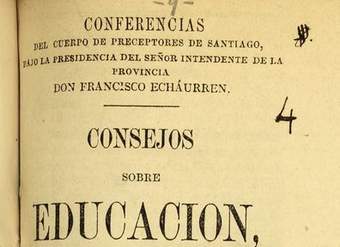 -9-
CONFERENCIAS
DEL CUERPO DE PRECEPTORES DE SANTIAGO,
BAJO LA PRESIDENCIA DEL SEÑOR INTENDENTE DE LA
PROVINCIA
DON FRANCISCO ECHÁURREN.
4
CONSEJOS
SOBRE
EDUCACION,